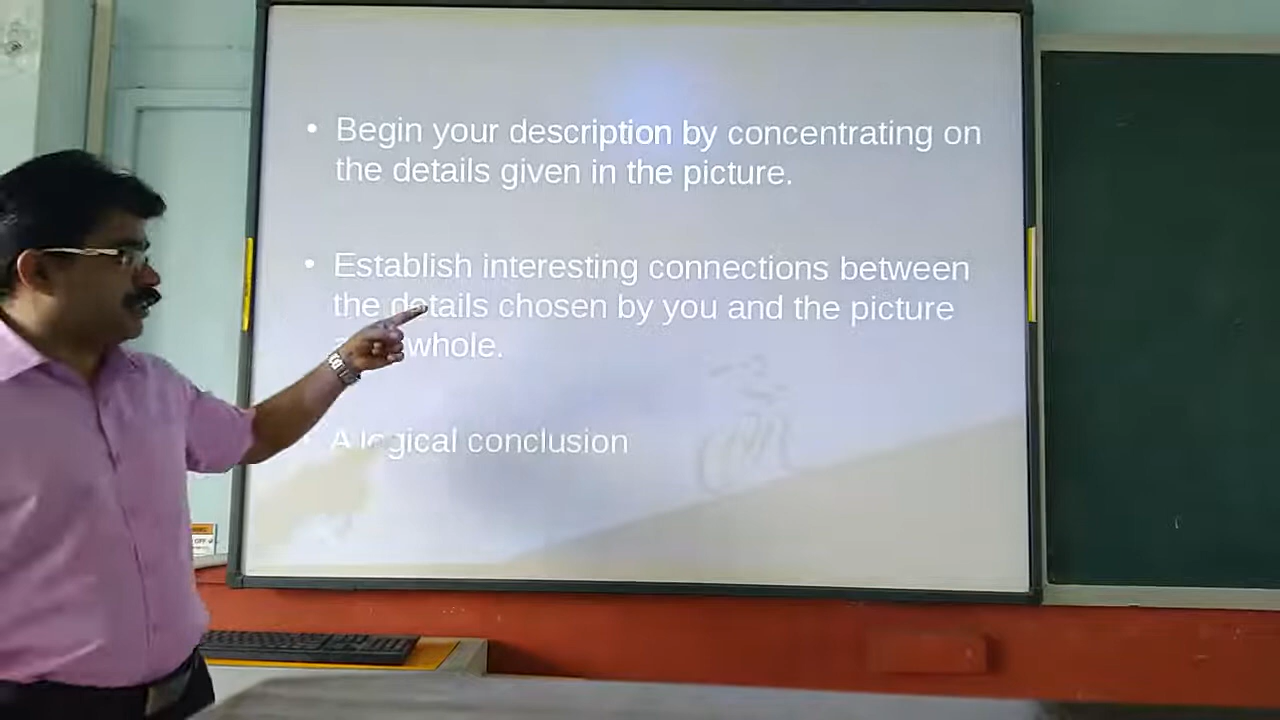 • Begin your description by concentrating on
the details given in the picture.
• Establish interesting connections between
the details chosen by you and the picture
whole.
• A logical conclusion
OFF